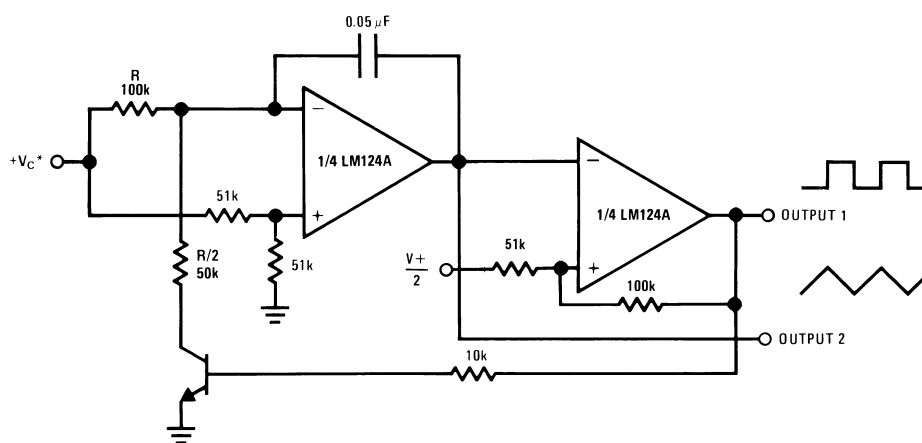 0.05 μF
R
100k
+VC*
1/4 LM124A
51k
51k
R/2
50k
V+
2
51k
1/4 LM124A
100k
OUTPUT 1
OUTPUT 2
10k